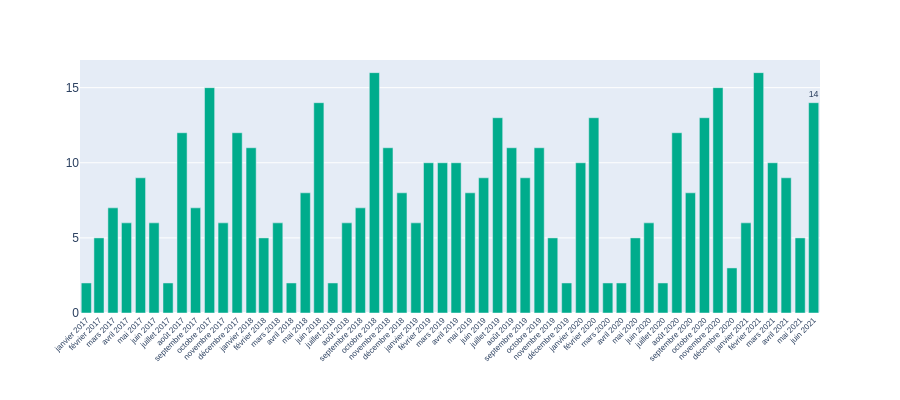 15
10
5
0
14
janvier 2017
février 2017
mars 2017
avril 2017
mai 2017
juin 2017
juillet 2017
août 2017
septembre 2017
octobre 2017
novembre 2017
décembre 2017
janvier 2018
février 2018
mars 2018
avril 2018
mai 2018
juin 2018
juillet 2018
août 2018
septembre 2018
octobre 2018
novembre 2018
décembre 2018
janvier 2019
février 2019
mars 2019
avril 2019
mai 2019
juin 2019
juillet 2019
août 2019
septembre 2019
octobre 2019
novembre 2019
décembre 2019
janvier 2020
février 2020
mars 2020
avril 2020
mai 2020
juin 2020
juillet 2020
août 2020
septembre 2020
octobre 2020
novembre 2020
décembre 2020
janvier 2021
février 2021
mars 2021
avril 2021
mai 2021
juin 2021